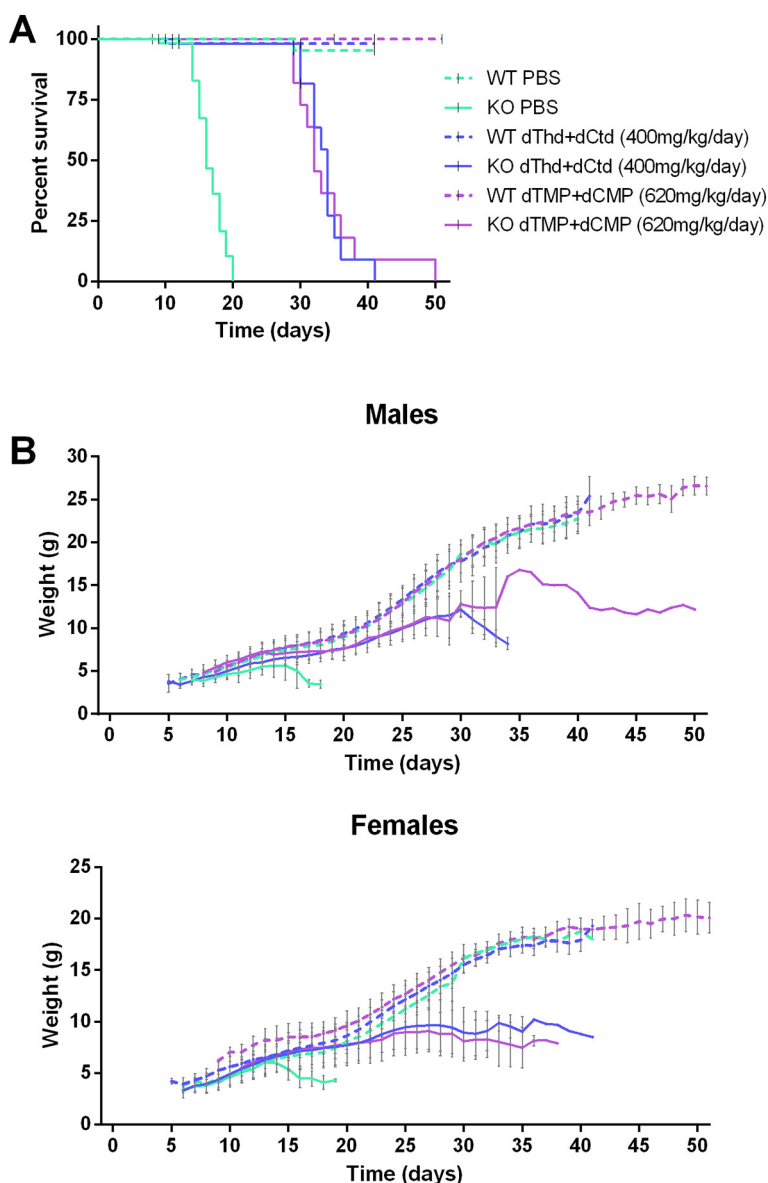 A
Percent survival
100
75
50
25
0
0 10 20 30 40 50
Time (days)
WT PBS
KO PBS
WT dThd+dCtd (400mg/kg/day)
KO dThd+dCtd (400mg/kg/day)
WT dTMP+dCMP (620mg/kg/day)
KO dTMP+dCMP (620mg/kg/day)
B
Males
Weight (g)
30
25
20
15
10
5
0
0 5 10 15 20 25 30 35 40 45 50
Time (days)
Females
Weight (g)
25
20
15
10
5
0
0 5 10 15 20 25 30 35 40 45 50
Time (days)